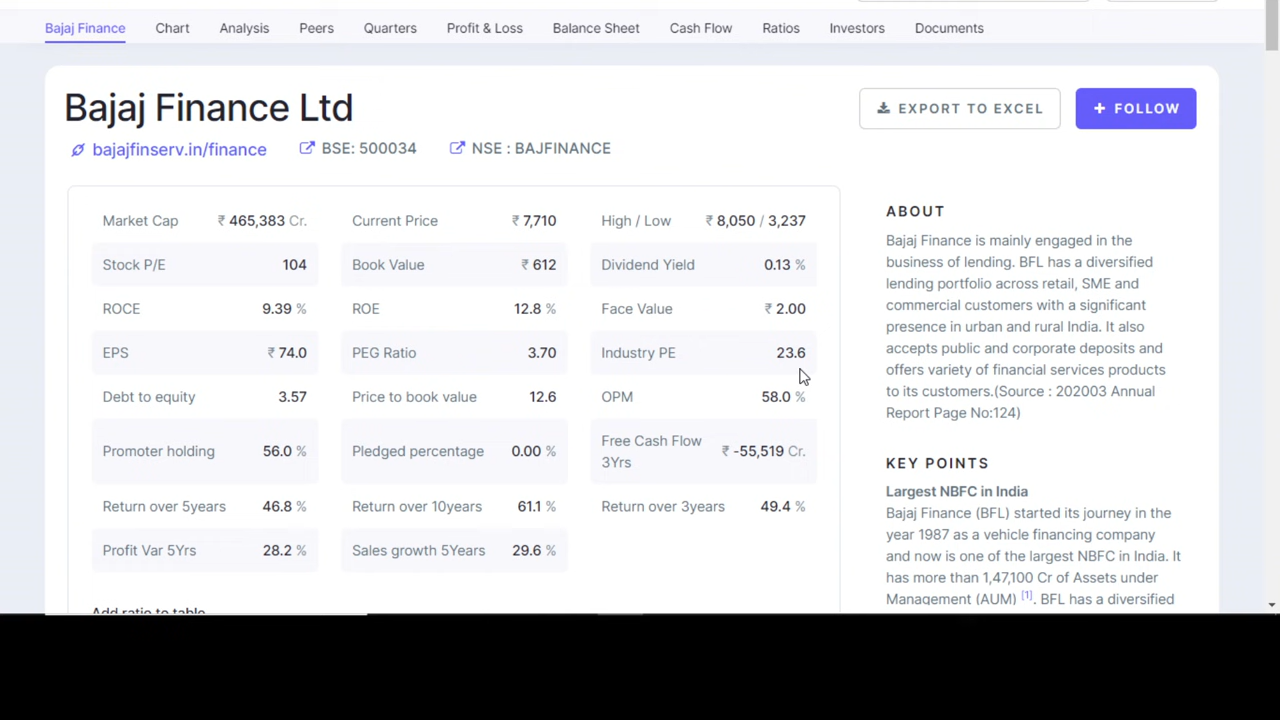 Bajaj Finance Chart Analysis Peers Quarters Profit & Loss Balance Sheet Cash Flow Ratios Investors Documents
Bajaj Finance Ltd
EXPORT TO EXCEL
+ FOLLOW
bajajfinserv.in/finance BSE: 500034 NSE : BAJFINANCE
Market Cap ₹ 465,383 Cr. Current Price ₹ 7,710 High / Low ₹ 8,050 / 3,237
Stock P/E 104 Book Value ₹ 612 Dividend Yield 0.13 %
ROCE 9.39 % ROE 12.8 % Face Value ₹ 2.00
EPS ₹ 74.0 PEG Ratio 3.70 Industry PE 23.6
Debt to equity 3.57 Price to book value 12.6 OPM 58.0 %
Promoter holding 56.0 % Pledged percentage 0.00 % Free Cash Flow 3Yrs ₹ -55,519 Cr.
Return over 5years 46.8 % Return over 10years 61.1 % Return over 3years 49.4 %
Profit Var 5Yrs 28.2 % Sales growth 5Years 29.6 %
Add ratio to table
ABOUT
Bajaj Finance is mainly engaged in the
business of lending. BFL has a diversified
lending portfolio across retail, SME and
commercial customers with a significant
presence in urban and rural India. It also
accepts public and corporate deposits and
offers variety of financial services products
to its customers.(Source : 202003 Annual
Report Page No:124)
KEY POINTS
Largest NBFC in India
Bajaj Finance (BFL) started its journey in the
year 1987 as a vehicle financing company
and now is one of the largest NBFC in India. It
has more than 1,47,100 Cr of Assets under
Management (AUM) [1]. BFL has a diversified